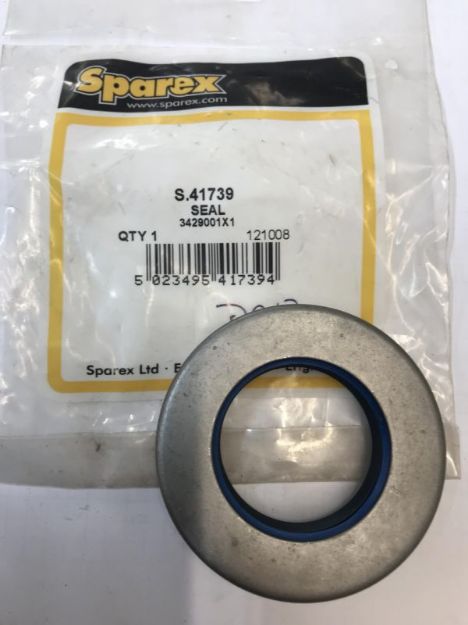 Sparex
www.sparex.com
S.41739
SEAL
3429001X1
QTY 1 121008
5 023495 417394
Sparex Ltd ·